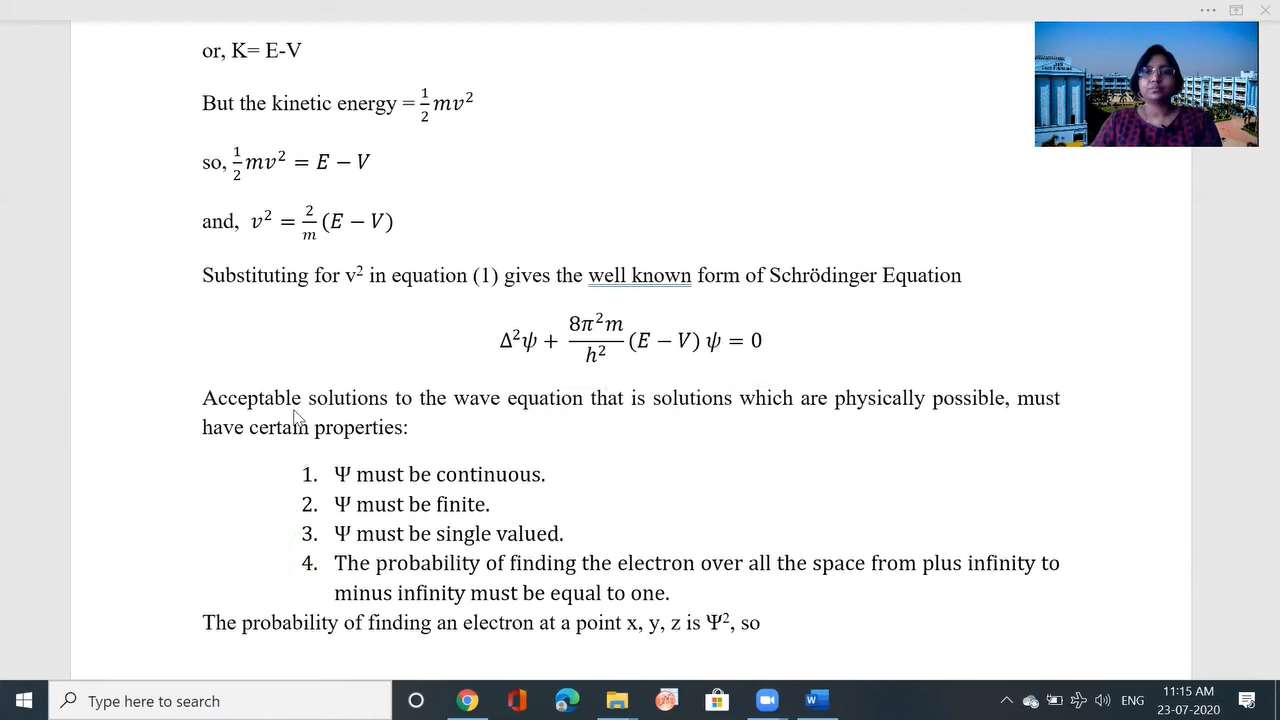 or, K= E-V
But the kinetic energy = 1/2 mv²
so, 1/2 mv² = E − V
and, v² = 2/m (E − V)
Substituting for v² in equation (1) gives the well known form of Schrödinger Equation
Δ²ψ + 8π²m/h² (E − V) ψ = 0
Acceptable solutions to the wave equation that is solutions which are physically possible, must
have certain properties:
1. Ψ must be continuous.
2. Ψ must be finite.
3. Ψ must be single valued.
4. The probability of finding the electron over all the space from plus infinity to
minus infinity must be equal to one.
The probability of finding an electron at a point x, y, z is Ψ², so
Type here to search
ENG
11:15 AM
23-07-2020